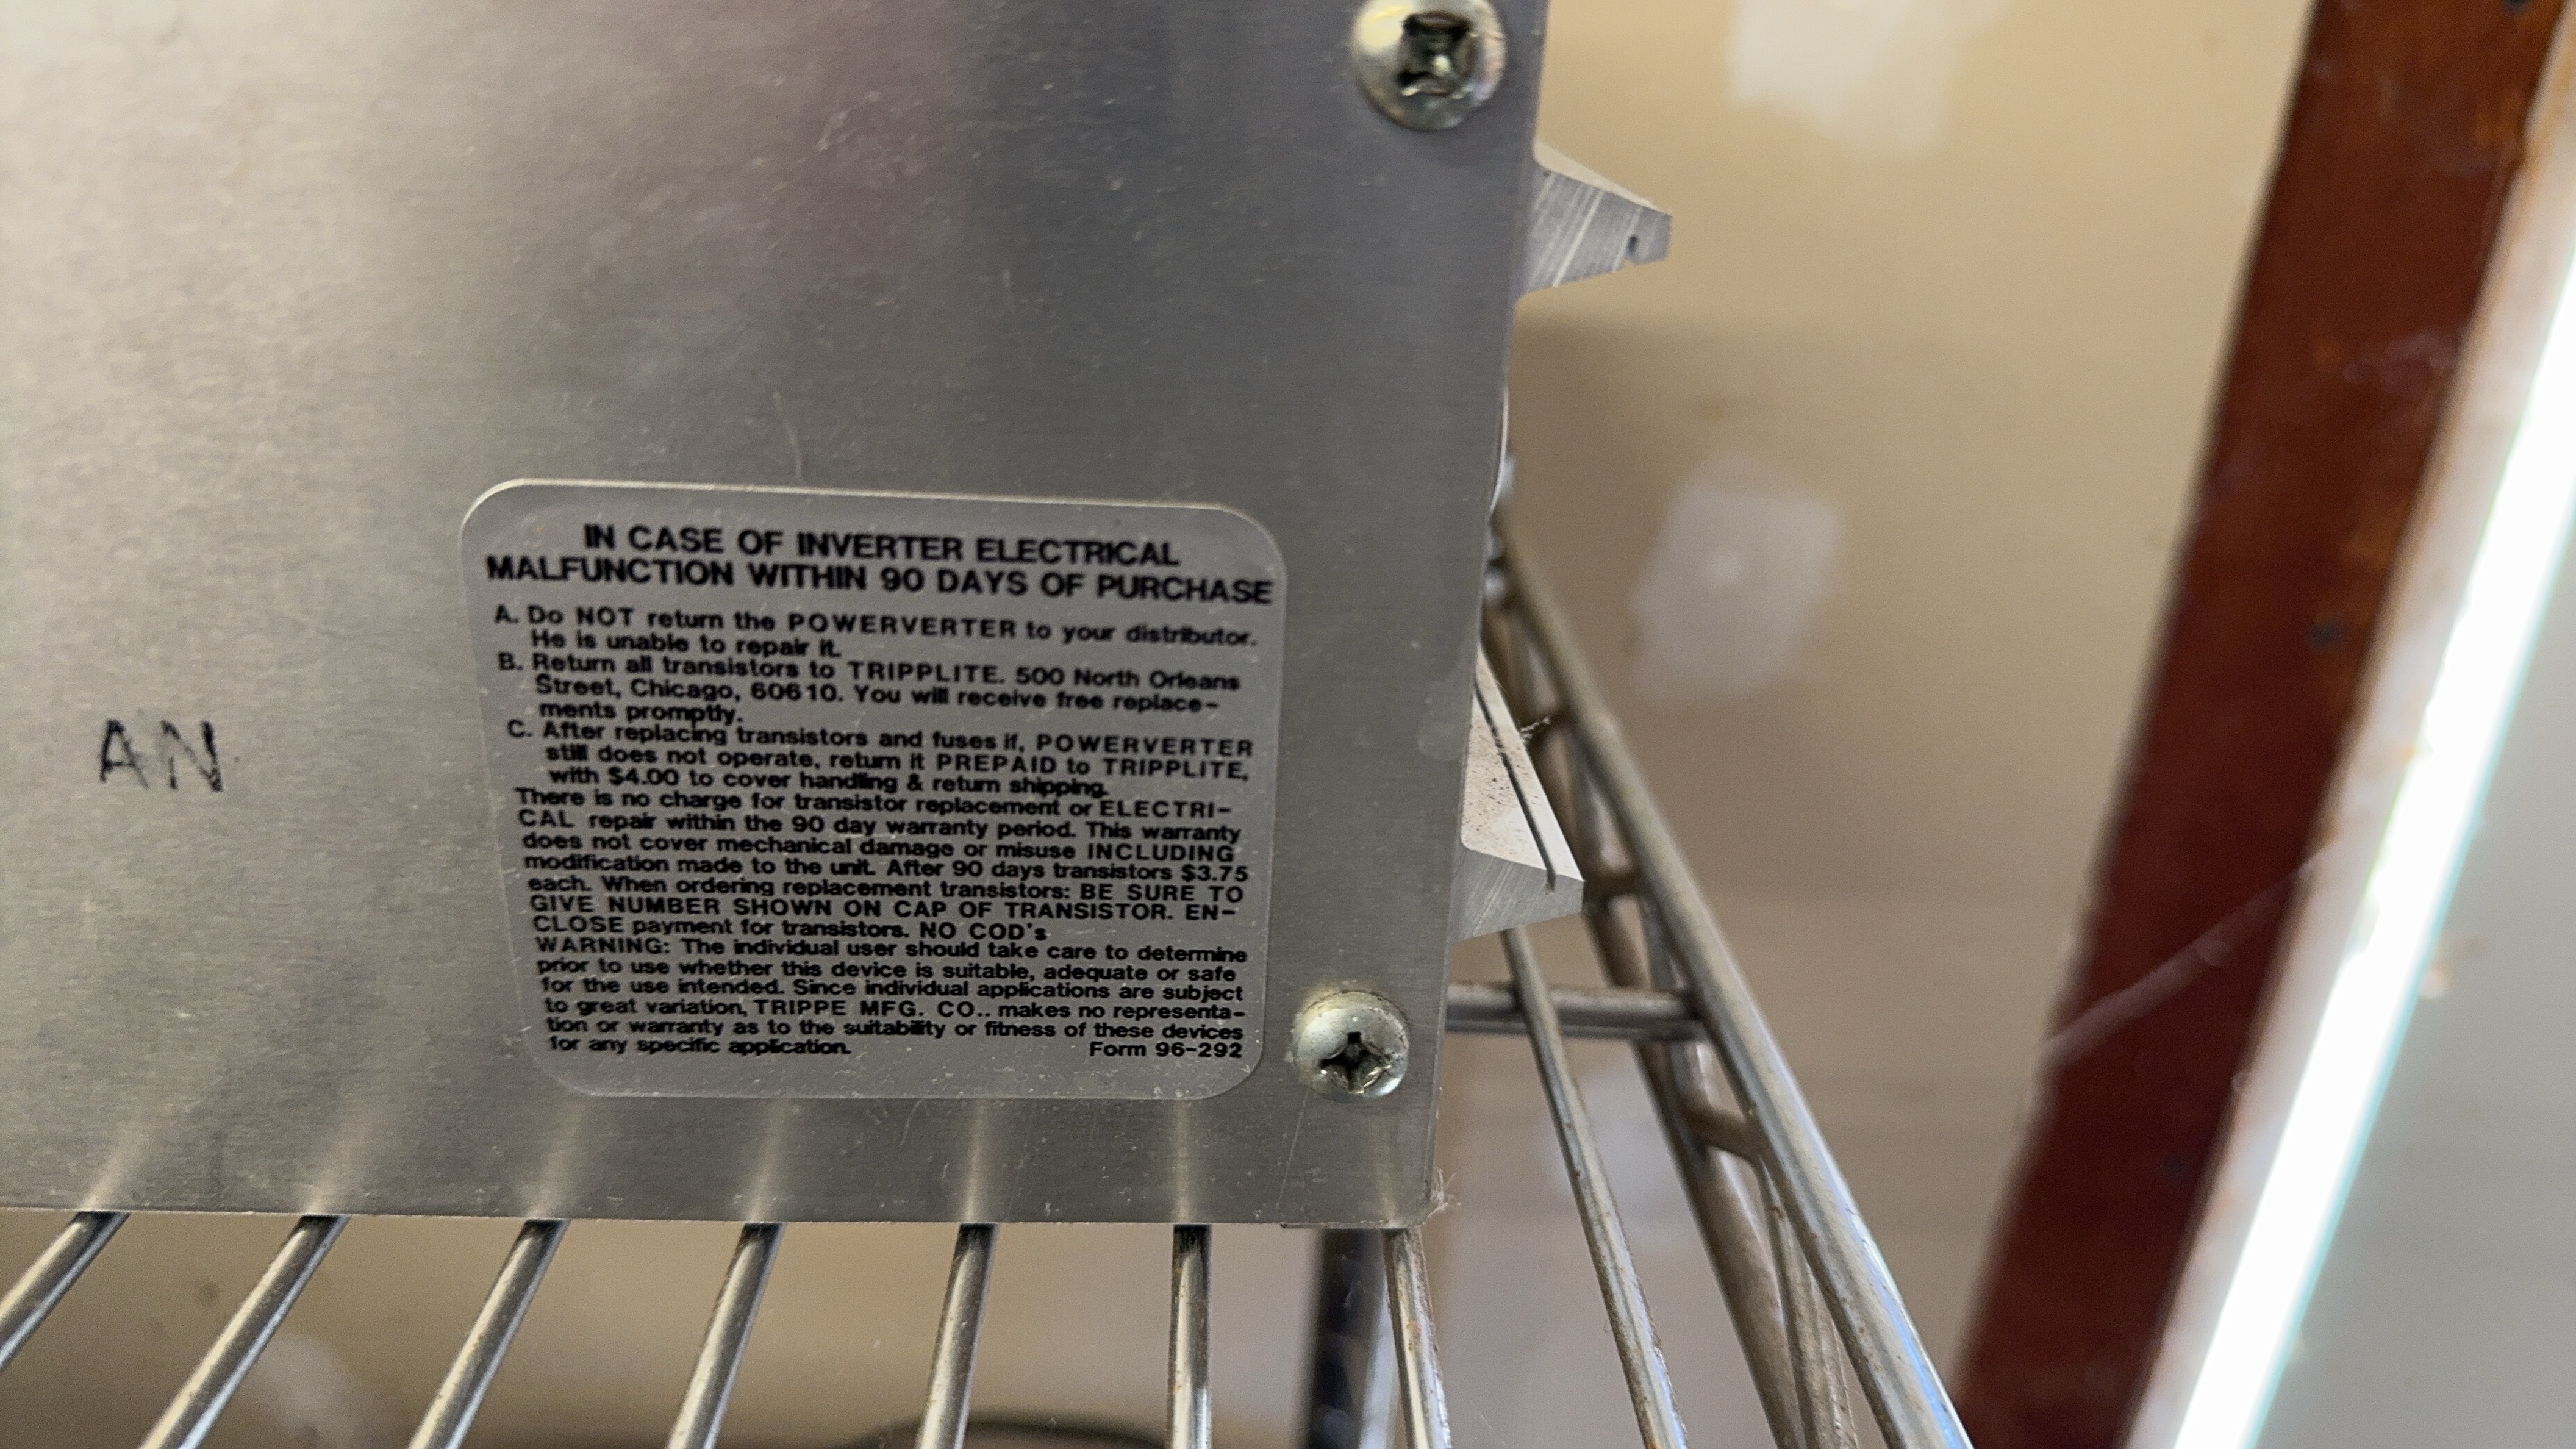 IN CASE OF INVERTER ELECTRICAL
MALFUNCTION WITHIN 90 DAYS OF PURCHASE
A. Do NOT return the POWERVERTER to your distributor.
He is unable to repair it.
B. Return all transistors to TRIPPLITE. 500 North Orleans
Street, Chicago, 60610. You will receive free replace-
ments promptly.
C. After replacing transistors and fuses if, POWERVERTER
still does not operate, return it PREPAID to TRIPPLITE,
with $4.00 to cover handling & return shipping.
There is no charge for transistor replacement or ELECTRI-
CAL repair within the 90 day warranty period. This warranty
does not cover mechanical damage or misuse INCLUDING
modification made to the unit. After 90 days transistors $3.75
each. When ordering replacement transistors: BE SURE TO
GIVE NUMBER SHOWN ON CAP OF TRANSISTOR. EN-
CLOSE payment for transistors. NO COD's
WARNING: The individual user should take care to determine
prior to use whether this device is suitable, adequate or safe
for the use intended. Since individual applications are subject
to great variation, TRIPPE MFG. CO.. makes no representa-
tion or warranty as to the suitability or fitness of these devices
for any specific application. Form 96-292
AN